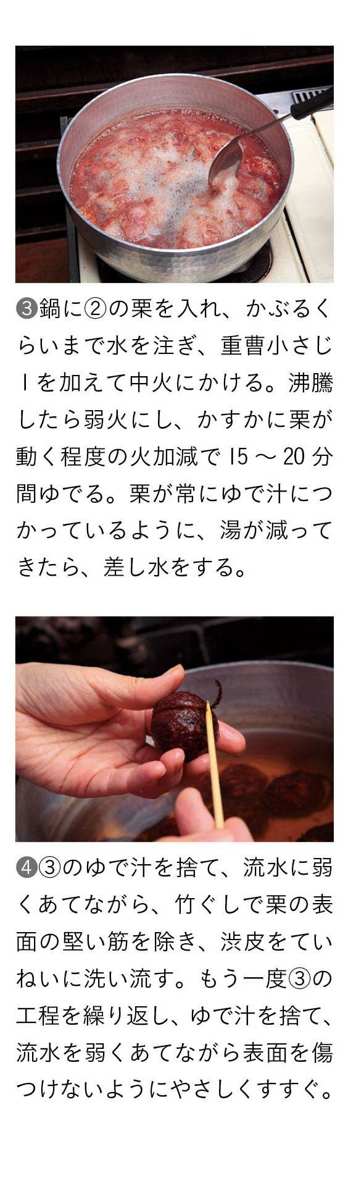 ❸鍋に②の栗を入れ、かぶるく
らいまで水を注ぎ、重曹小さじ
1を加えて中火にかける。沸騰
したら弱火にし、かすかに栗が
動く程度の火加減で15〜20分
間ゆでる。栗が常にゆで汁につ
かっているように、湯が減って
きたら、差し水をする。
❹③のゆで汁を捨て、流水に弱
くあてながら、竹ぐしで栗の表
面の堅い筋を除き、渋皮をてい
ねいに洗い流す。もう一度③の
工程を繰り返し、ゆで汁を捨て、
流水を弱くあてながら表面を傷
つけないようにやさしくすすぐ。